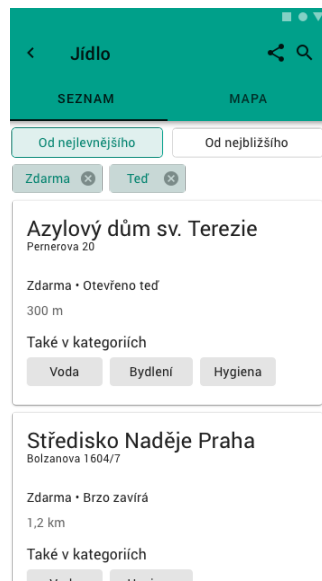 Jídlo
SEZNAM MAPA
Od nejlevnějšího Od nejbližšího
Zdarma Teď
Azylový dům sv. Terezie
Pernerova 20
Zdarma • Otevřeno teď
300 m
Také v kategoriích
Voda Bydlení Hygiena
Středisko Naděje Praha
Bolzanova 1604/7
Zdarma • Brzo zavírá
1,2 km
Také v kategoriích